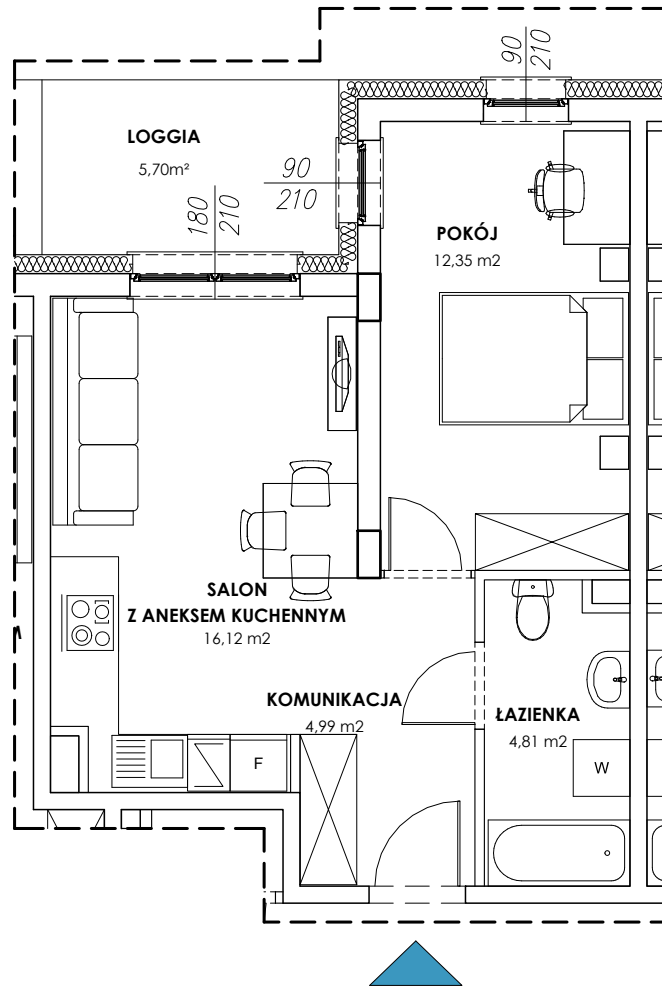 90
210
LOGGIA
5,70m²
90
210
180
210
POKÓJ
12,35 m2
SALON
Z ANEKSEM KUCHENNYM
16,12 m2
KOMUNIKACJA
4,99 m2
ŁAZIENKA
4,81 m2
F
W